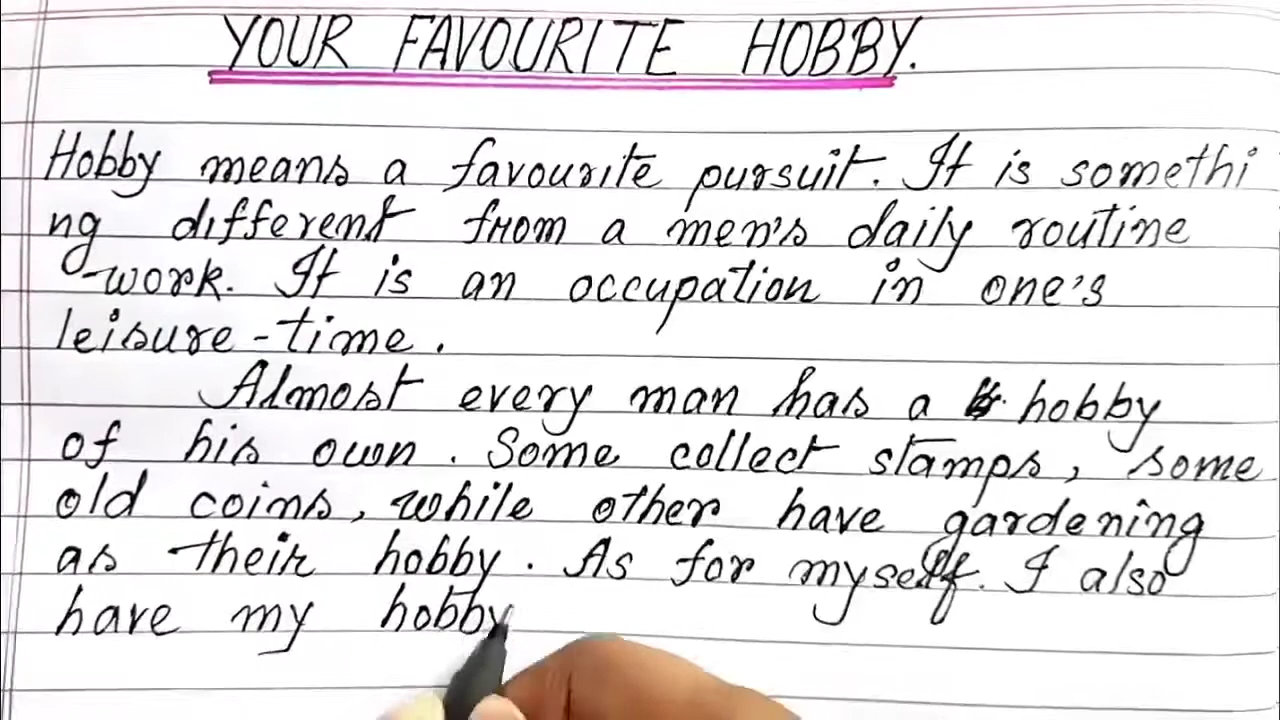 YOUR FAVOURITE HOBBY.
Hobby means a favourite pursuit. It is somethi
ng different from a men's daily routine
work. It is an occupation in one's
leisure-time.
Almost every man has a hobby
of his own. Some collect stamps, some
old coins, while other have gardening
as their hobby. As for myself. I also
have my hobby